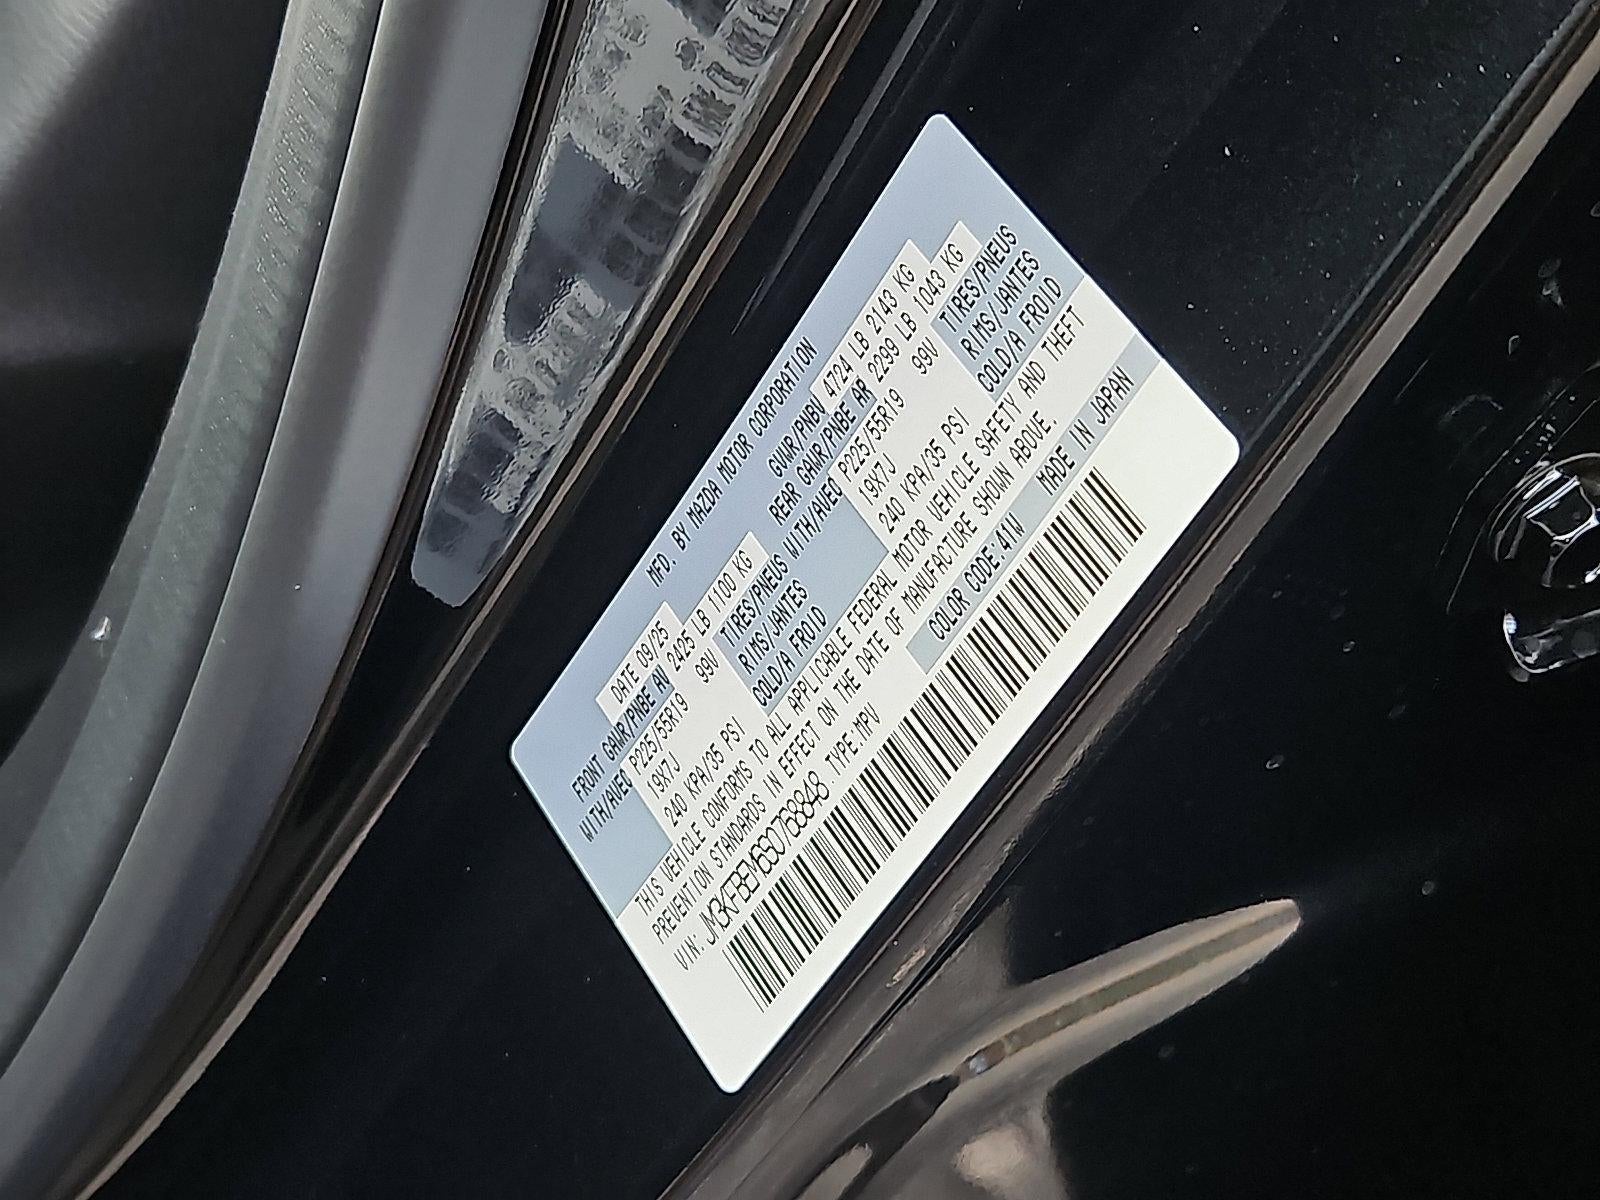 MFD. BY MAZDA MOTOR CORPORATION
DATE 09/25 GVWR/PNBV 4724 LB 2143 KG
FRONT GAWR/PNBE AV 2425 LB 1100 KG REAR GAWR/PNBE AR 2299 LB 1043 KG
WITH/AVEC P225/55R19 99V TIRES/PNEUS WITH/AVEC P225/55R19 99V TIRES/PNEUS
19X7J RIMS/JANTES 19X7J RIMS/JANTES
240 KPA/35 PSI COLD/A FROID 240 KPA/35 PSI COLD/A FROID
THIS VEHICLE CONFORMS TO ALL APPLICABLE FEDERAL MOTOR VEHICLE SAFETY AND THEFT
PREVENTION STANDARDS IN EFFECT ON THE DATE OF MANUFACTURE SHOWN ABOVE.
VIN: JM3KFBEM6S0758848 TYPE:MPV COLOR CODE:41W MADE IN JAPAN